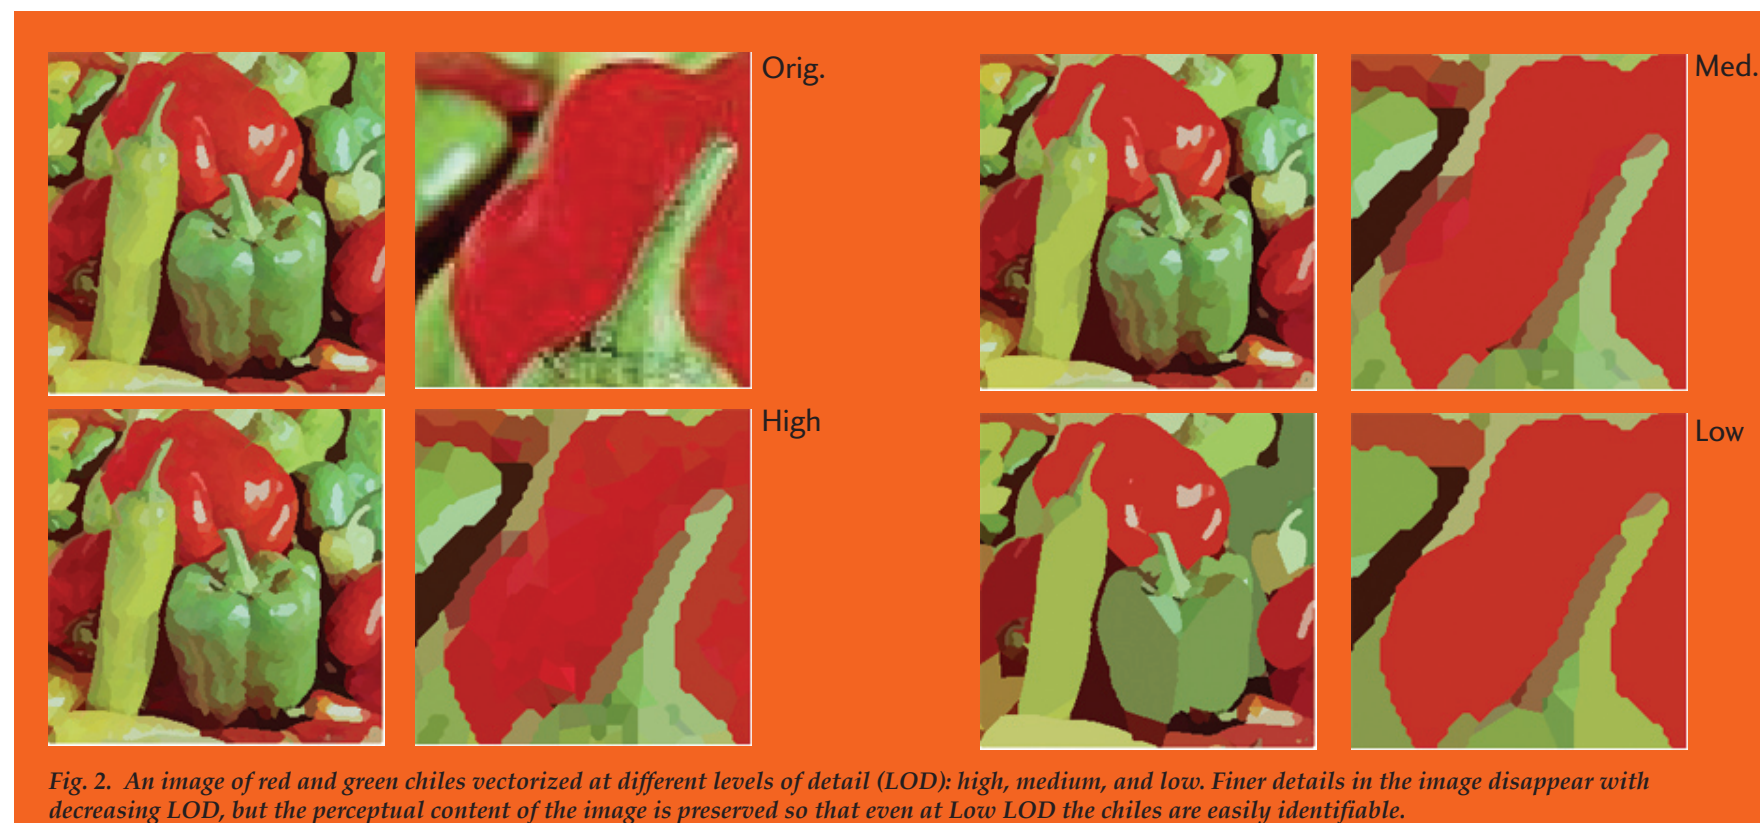 Orig.
Med.
High
Low
Fig. 2. An image of red and green chiles vectorized at different levels of detail (LOD): high, medium, and low. Finer details in the image disappear with
decreasing LOD, but the perceptual content of the image is preserved so that even at Low LOD the chiles are easily identifiable.